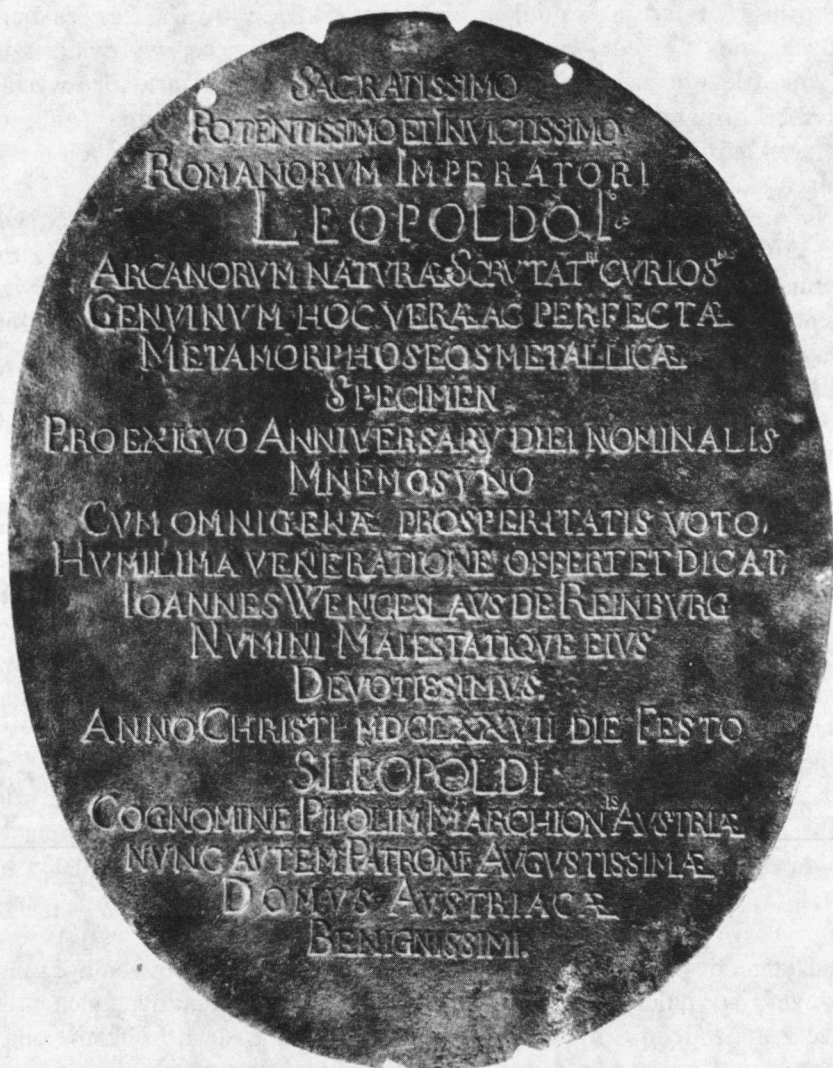 SACRATISSIMO
POTENTISSIMO ET INVICTISSIMO
ROMANORVM IMPERATORI
LEOPOLDO I.o
ARCANORVM NATVRÆ SCRVTATRI CVRIOSMO
GENVINVM HOC VERÆ AC PERFECTÆ
METAMORPHOSEOS METALLICÆ
SPECIMEN
PRO EXIGVO ANNIVERSARY DIEI NOMINALIS
MNEMOSYNO
CVM OMNIGENÆ PROSPERITATIS VOTO,
HVMILIMA VENERATIONE OFFERT ET DICAT,
IOANNES WENCESLAVS DE REINBVRG
NVMINI MAIESTATIQVE EIVS
DEVOTISSIMVS.
ANNO CHRISTI MDCLXXVII DIE FESTO
S. LEOPOLDI
COGNOMINE PII OLIM MARCHIONIS AVSTRIÆ
NVNC AVTEM PATRONE AVGVSTISSIMÆ
DOMVS AVSTRIACÆ
BENIGNISSIMI.